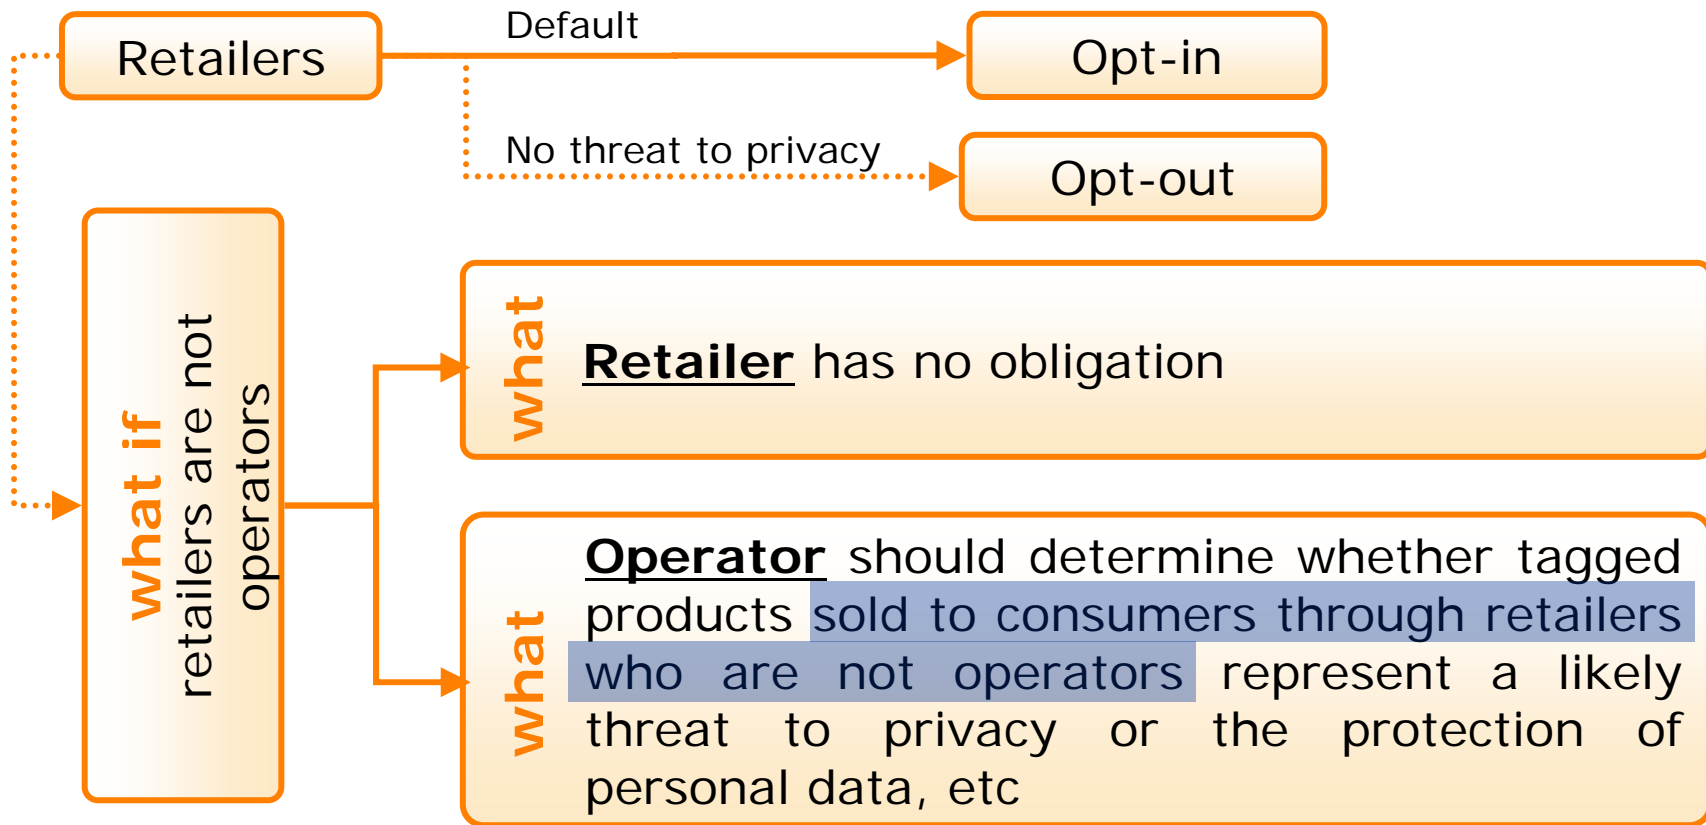 Retailers
Default
Opt-in
No threat to privacy
Opt-out
what if
retailers are not
operators
what
Retailer has no obligation
what
Operator should determine whether tagged
products sold to consumers through retailers
who are not operators represent a likely
threat to privacy or the protection of
personal data, etc